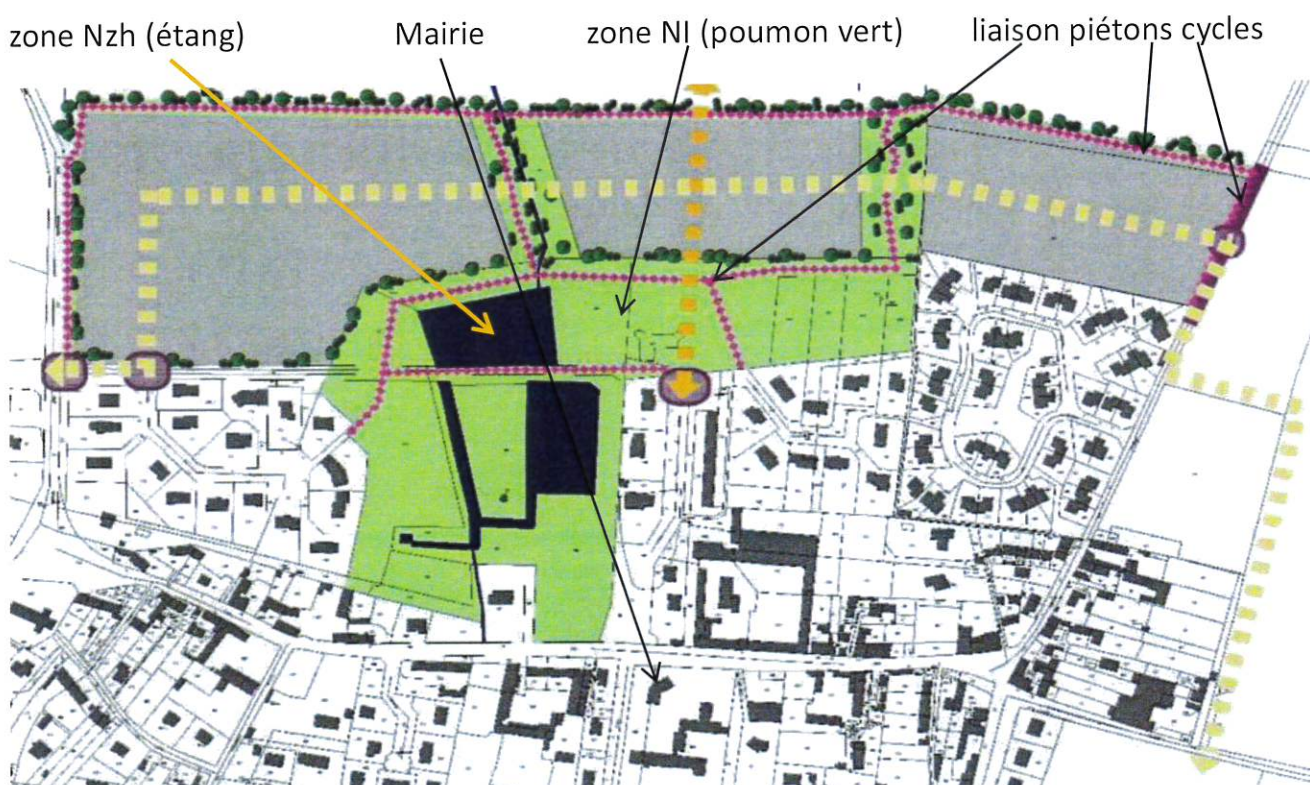 zone Nzh (étang)
Mairie
zone Nl (poumon vert)
liaison piétons cycles